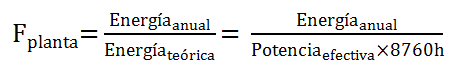 F_planta = Energía_anual / Energía_teórica = Energía_anual / Potencia_efectiva×8760h